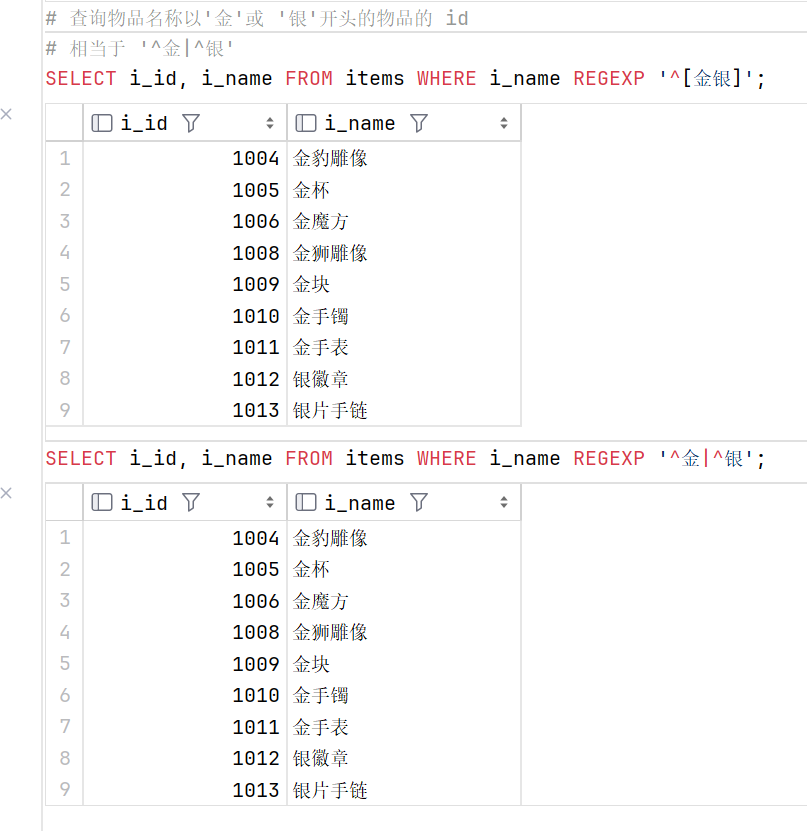 # 查询物品名称以'金'或 '银'开头的物品的 id
# 相当于 '^金|^银'
SELECT i_id, i_name FROM items WHERE i_name REGEXP '^[金银]';
i_id i_name
1 1004 金豹雕像
2 1005 金杯
3 1006 金魔方
4 1008 金狮雕像
5 1009 金块
6 1010 金手镯
7 1011 金手表
8 1012 银徽章
9 1013 银片手链
SELECT i_id, i_name FROM items WHERE i_name REGEXP '^金|^银';
i_id i_name
1 1004 金豹雕像
2 1005 金杯
3 1006 金魔方
4 1008 金狮雕像
5 1009 金块
6 1010 金手镯
7 1011 金手表
8 1012 银徽章
9 1013 银片手链